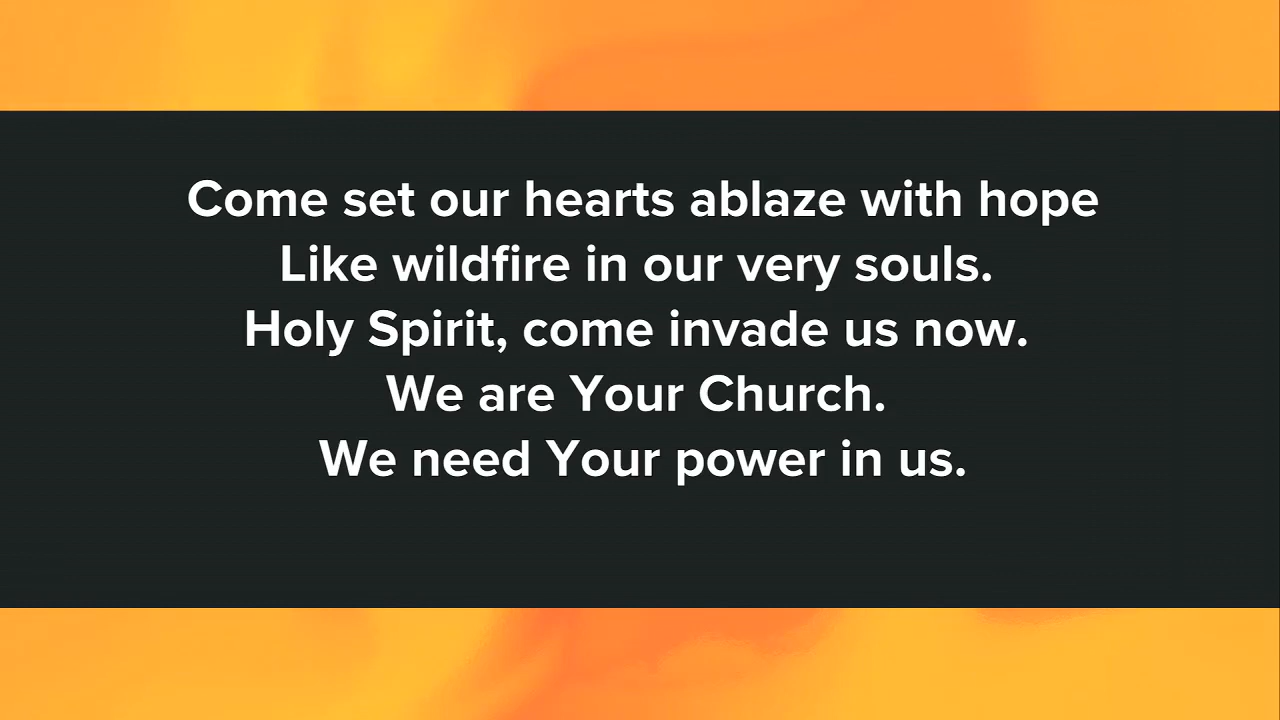 Come set our hearts ablaze with hope
Like wildfire in our very souls.
Holy Spirit, come invade us now.
We are Your Church.
We need Your power in us.